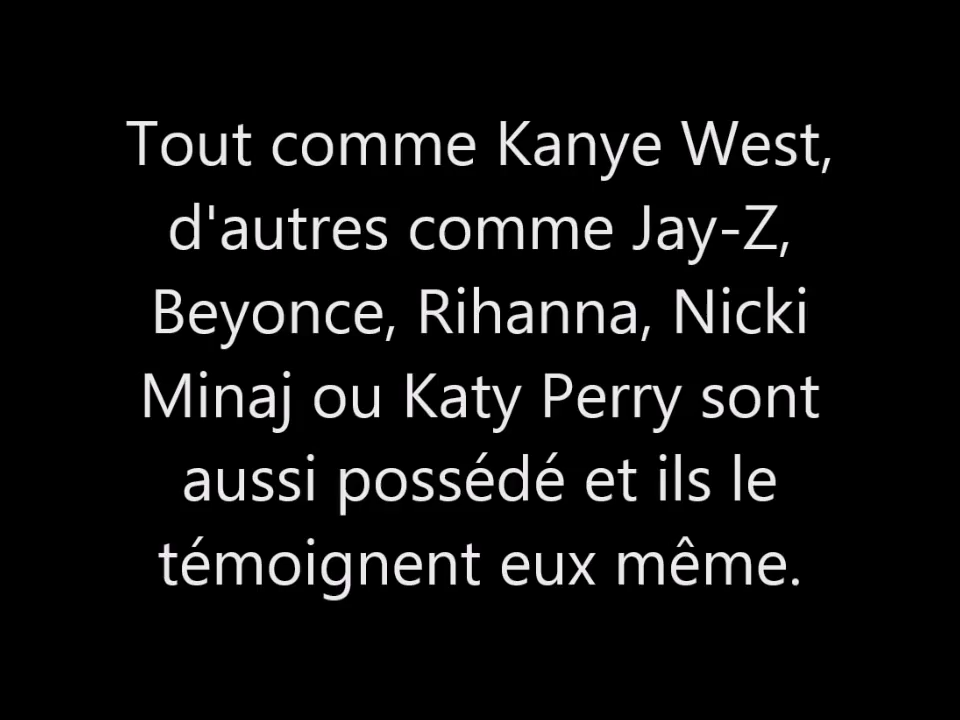 Tout comme Kanye West,
d'autres comme Jay-Z,
Beyonce, Rihanna, Nicki
Minaj ou Katy Perry sont
aussi possédé et ils le
témoignent eux même.